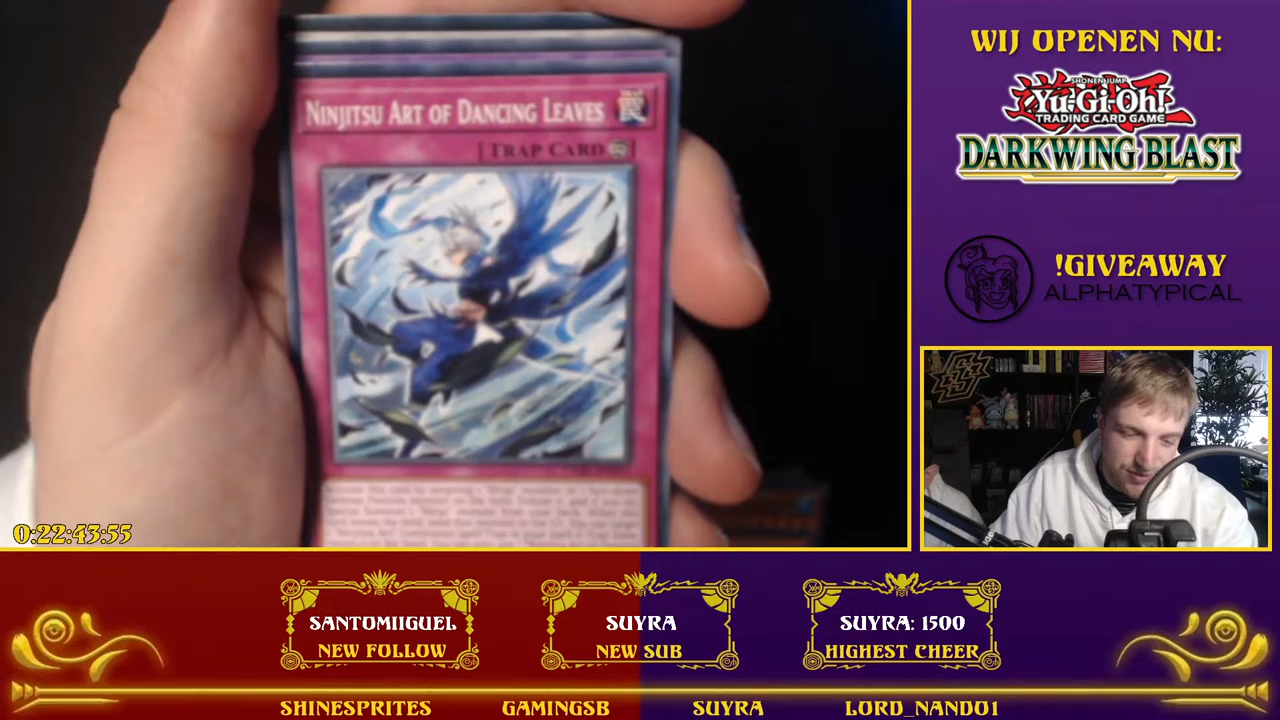 NINJITSU ART OF DANCING LEAVES
[TRAP CARD
0:22:43:55
WIJ OPENEN NU:
SHONEN JUMP
Yu-Gi-Oh!
TRADING CARD GAME
DARKWING BLAST
!GIVEAWAY
ALPHATYPICAL
SANTOMIIGUEL
NEW FOLLOW
SUYRA
NEW SUB
SUYRA: 1500
HIGHEST CHEER
SHINESPRITES
GAMINGSB
SUYRA
LORD_NANDO1